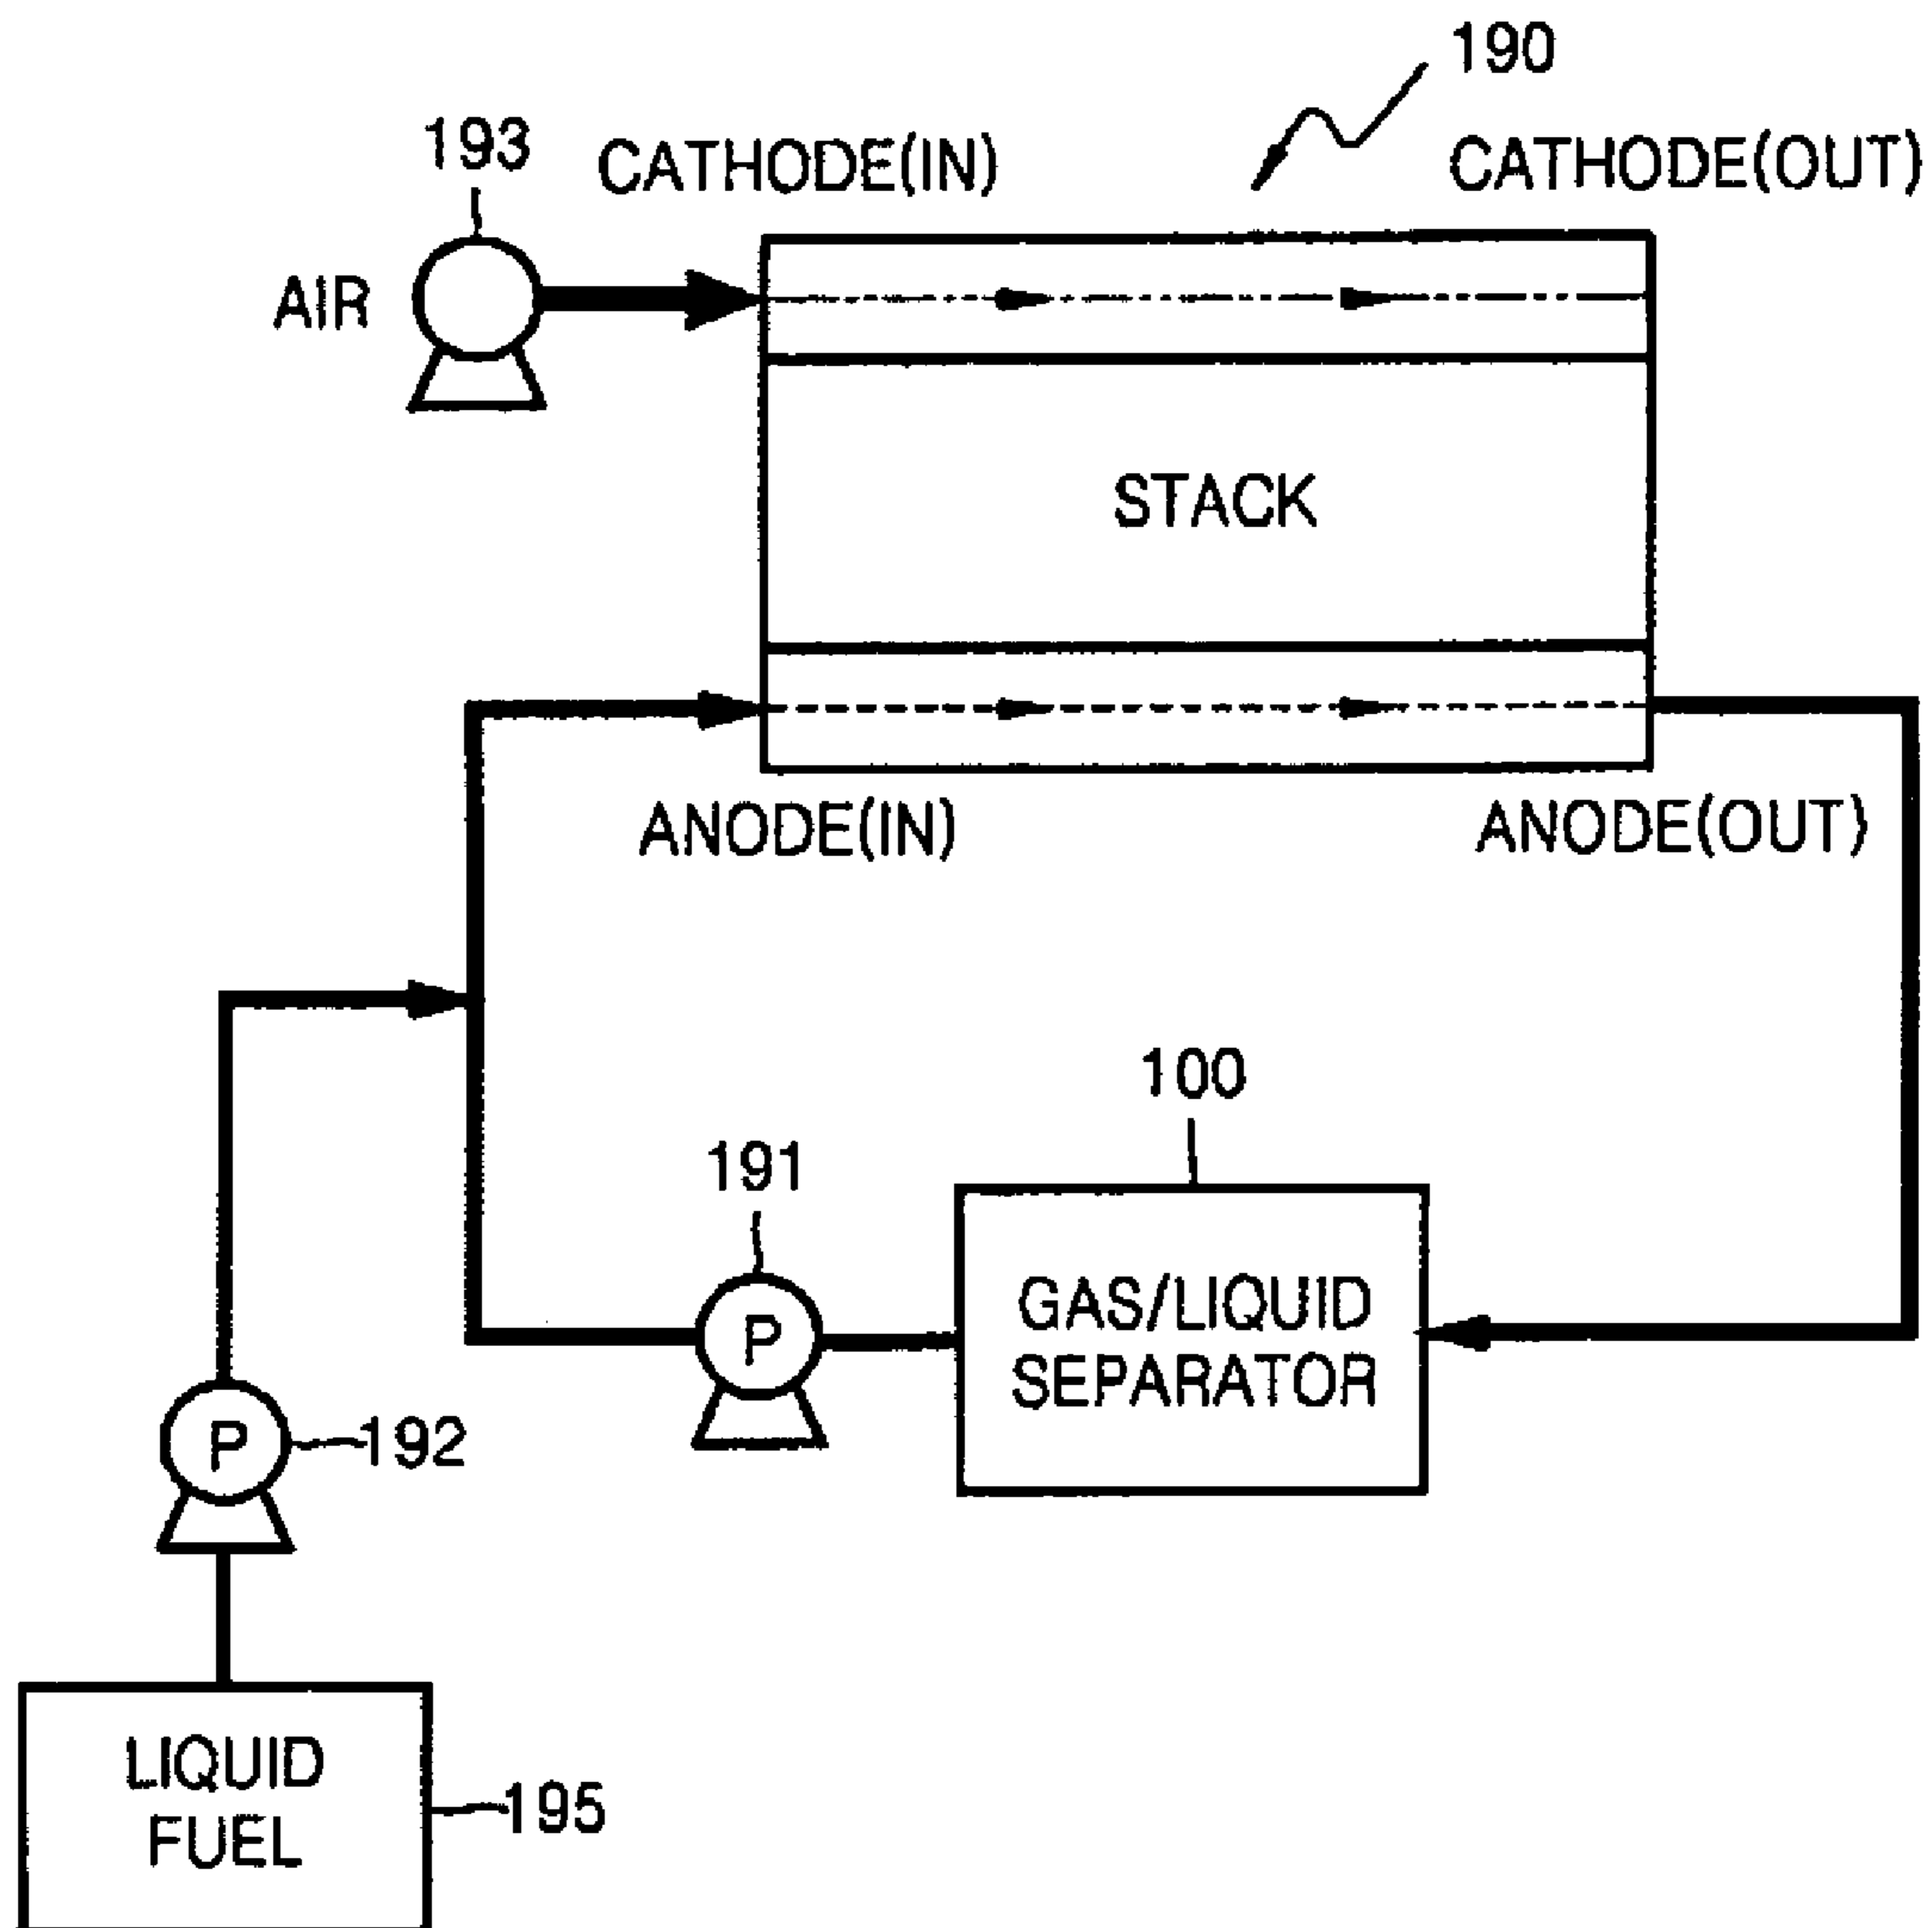 190
193
CATHODE(IN)
CATHODE(OUT)
AIR
STACK
ANODE(IN)
ANODE(OUT)
100
191
P
GAS/LIQUID
SEPARATOR
P
192
LIQUID
FUEL
195